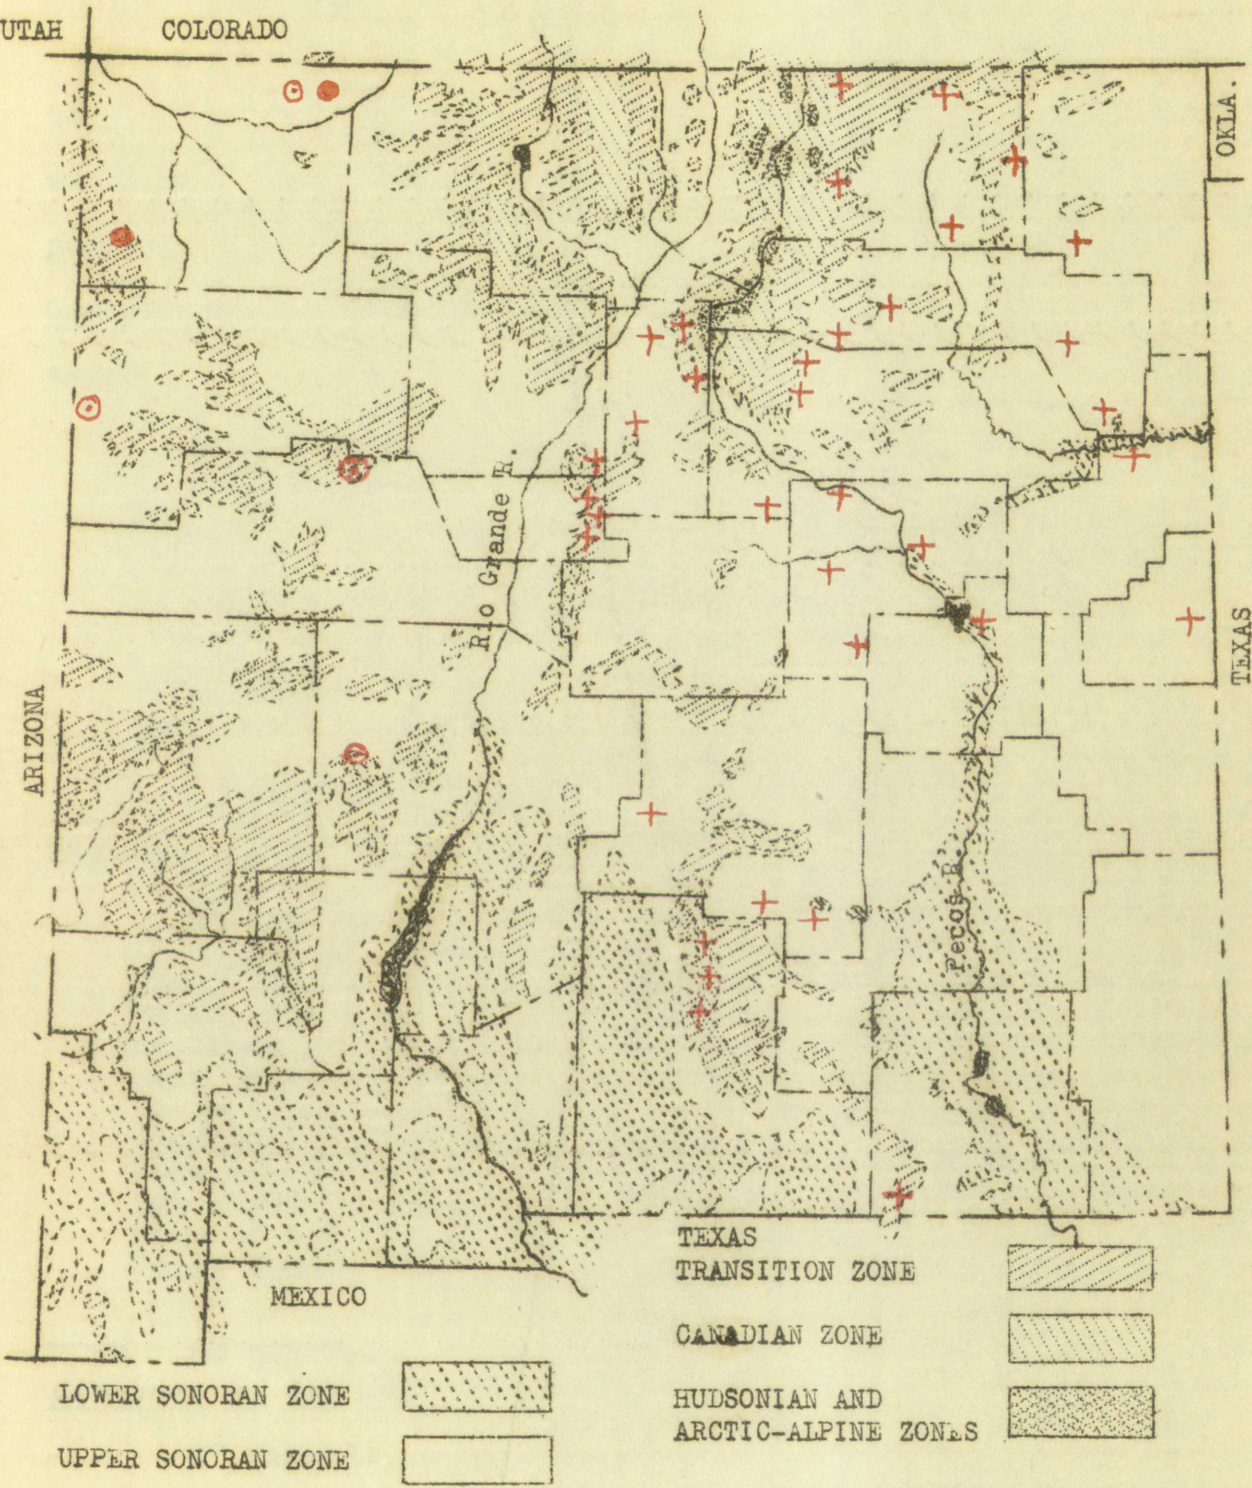 UTAH
COLORADO
OKLA.
Rio Grande R.
TEXAS
ARIZONA
Pecos R.
TEXAS
TRANSITION ZONE
MEXICO
CANADIAN ZONE
LOWER SONORAN ZONE
HUDSONIAN AND
ARCTIC-ALPINE ZONES
UPPER SONORAN ZONE